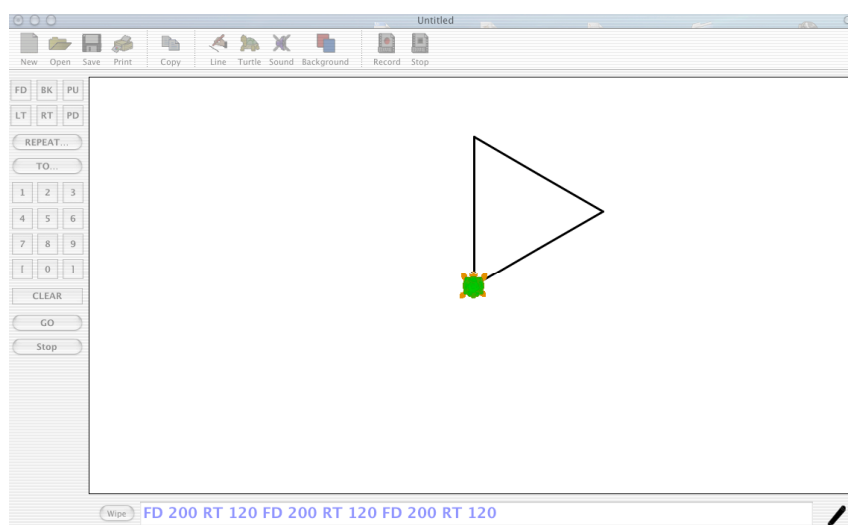 Untitled
New Open Save Print Copy Line Turtle Sound Background Record Stop
FD BK PU
LT RT PD
REPEAT...
TO...
1 2 3
4 5 6
7 8 9
[ 0 ]
CLEAR
GO
Stop
Wipe FD 200 RT 120 FD 200 RT 120 FD 200 RT 120